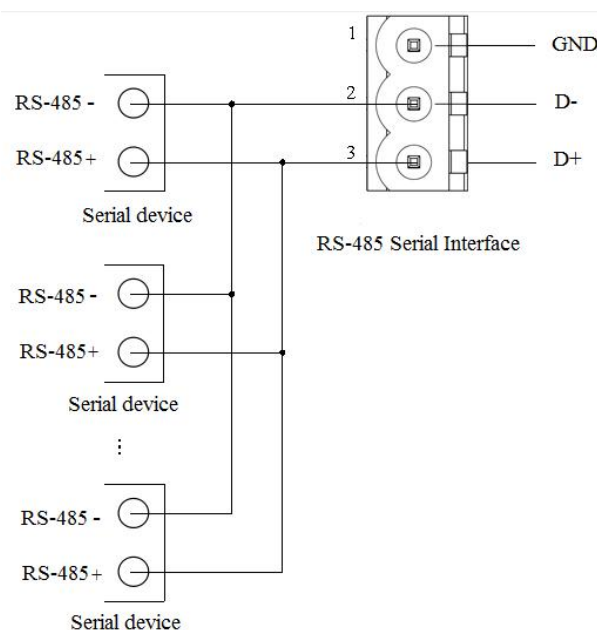 1
GND
RS-485 -
2
D-
RS-485+
3
D+
Serial device
RS-485 Serial Interface
RS-485 -
RS-485+
Serial device
⋮
RS-485 -
RS-485+
Serial device